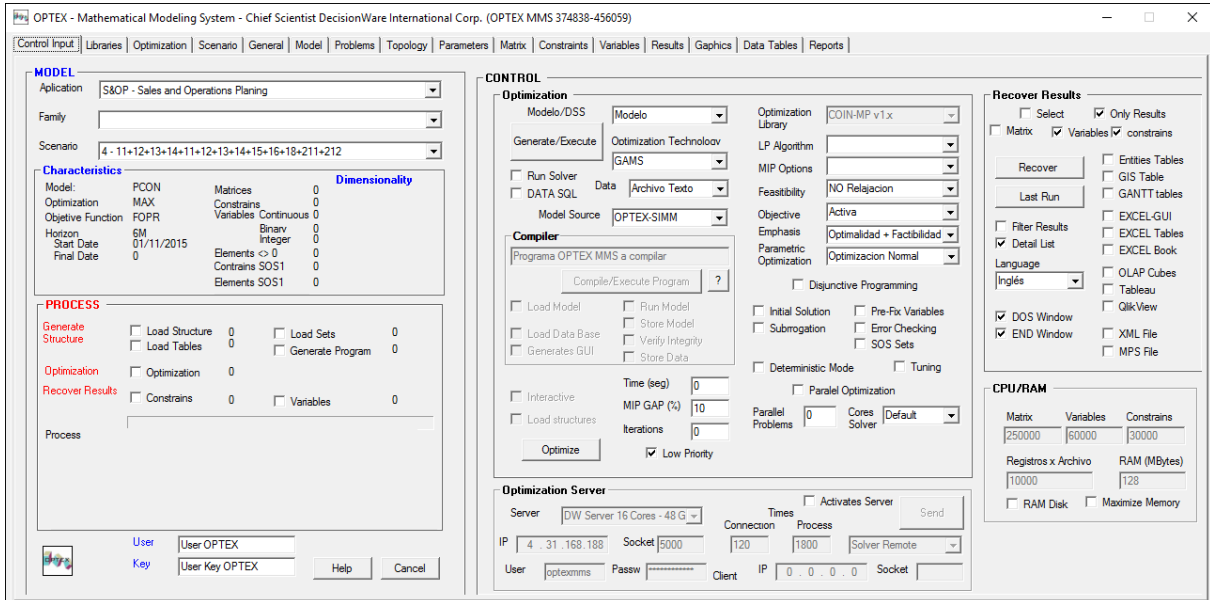 OPTEX - Mathematical Modeling System - Chief Scientist DecisionWare International Corp. (OPTEX MMS 374838-456059)
Control Input Libraries Optimization Scenario General Model Problems Topology Parameters Matrix Constraints Variables Results Gaphics Data Tables Reports
MODEL
Aplication S&OP - Sales and Operations Planing
Family
Scenario 4 - 11+12+13+14+11+12+13+14+15+16+18+211+212
Characteristics
Dimensionality
Model: PCON
Optimization MAX
Objetive Function FOPR
Horizon 6M
Start Date 01/11/2015
Final Date 0
Matrices 0
Constrains 0
Variables Continuous 0
Binary 0
Integer 0
Elements <> 0 0
Contrains SOS1 0
Elements SOS1 0
PROCESS
Generate Structure
Load Structure 0 Load Sets 0
Load Tables 0 Generate Program 0
Optimization Optimization 0
Recover Results Constrains 0 Variables 0
Process
User User OPTEX
Key User Key OPTEX
Help Cancel
CONTROL
Optimization
Modelo/DSS Modelo
Generate/Execute
Optimization Technology
GAMS
Run Solver
DATA SQL
Data Archivo Texto
Model Source OPTEX-SIMM
Compiler
Programa OPTEX MMS a compilar
Compile/Execute Program ?
Load Model Run Model
Store Model
Load Data Base Verify Integrity
Generates GUI Store Data
Interactive
Load structures
Time (seg) 0
MIP GAP (%) 10
Iterations 0
Optimize Low Priority
Optimization Library COIN-MP v1.x
LP Algorithm
MIP Options
Feasitibility NO Relajacion
Objective Activa
Emphasis Optimalidad + Factibilidad
Parametric Optimization Optimizacion Normal
Disjunctive Programming
Initial Solution Pre-Fix Variables
Subrrogation Error Checking
SOS Sets
Deterministic Mode Tuning
Paralel Optimization
Parallel Problems 0 Cores Solver Default
Optimization Server
Activates Server
Server DW Server 16 Cores - 48 G
Times
Connection Process
Send
IP 4 . 31 .168.188 Socket 5000 120 1800 Solver Remote
User optexmms Passw ************ Client IP 0 . 0 . 0 . 0 Socket
Recover Results
Select Only Results
Matrix Variables constrains
Recover
Last Run
Filter Results
Detail List
Language
Inglés
DOS Window
END Window
Entities Tables
GIS Table
GANTT tables
EXCEL-GUI
EXCEL Tables
EXCEL Book
OLAP Cubes
Tableau
QlikView
XML File
MPS File
CPU/RAM
Matrix Variables Constrains
250000 60000 30000
Registros x Archivo RAM (MBytes)
10000 128
RAM Disk Maximize Memory